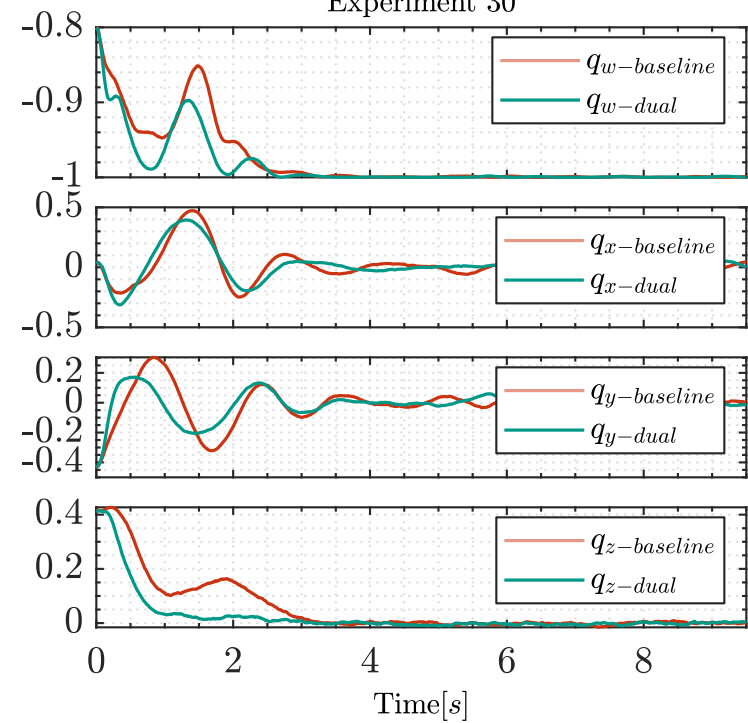 Experiment 30
-0.8
-0.9
-1
q_{w-baseline}
q_{w-dual}
0.5
0
-0.5
q_{x-baseline}
q_{x-dual}
0.2
0
-0.2
-0.4
q_{y-baseline}
q_{y-dual}
0.4
0.2
0
q_{z-baseline}
q_{z-dual}
0 2 4 6 8
Time[s]